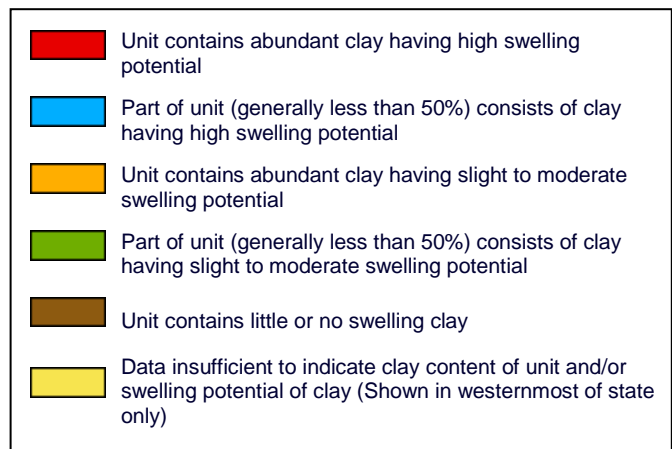 Unit contains abundant clay having high swelling
potential
Part of unit (generally less than 50%) consists of clay
having high swelling potential
Unit contains abundant clay having slight to moderate
swelling potential
Part of unit (generally less than 50%) consists of clay
having slight to moderate swelling potential
Unit contains little or no swelling clay
Data insufficient to indicate clay content of unit and/or
swelling potential of clay (Shown in westernmost of state
only)